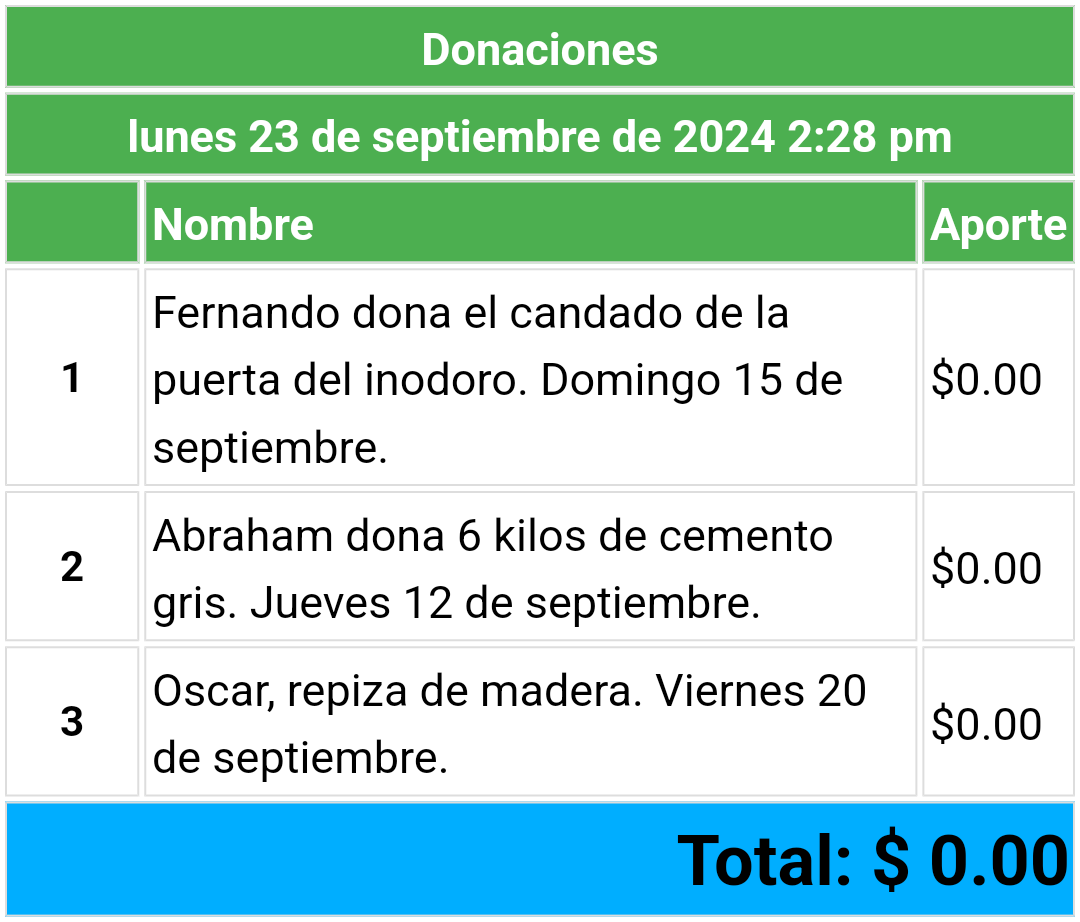 Donaciones
lunes 23 de septiembre de 2024 2:28 pm
Nombre Aporte
Fernando dona el candado de la
1 puerta del inodoro. Domingo 15 de $0.00
septiembre.
Abraham dona 6 kilos de cemento
2 gris. Jueves 12 de septiembre. $0.00
Oscar, repiza de madera. Viernes 20
3 de septiembre. $0.00
Total: $ 0.00